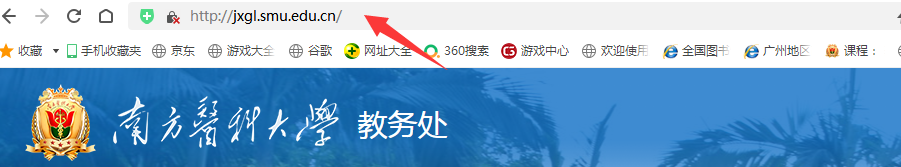 http://jxgl.smu.edu.cn/
收藏 手机收藏夹 京东 游戏大全 谷歌 网址大全 360搜索 游戏中心 欢迎使用 全国图书 广州地区 课程：
南方醫科大學 教务处